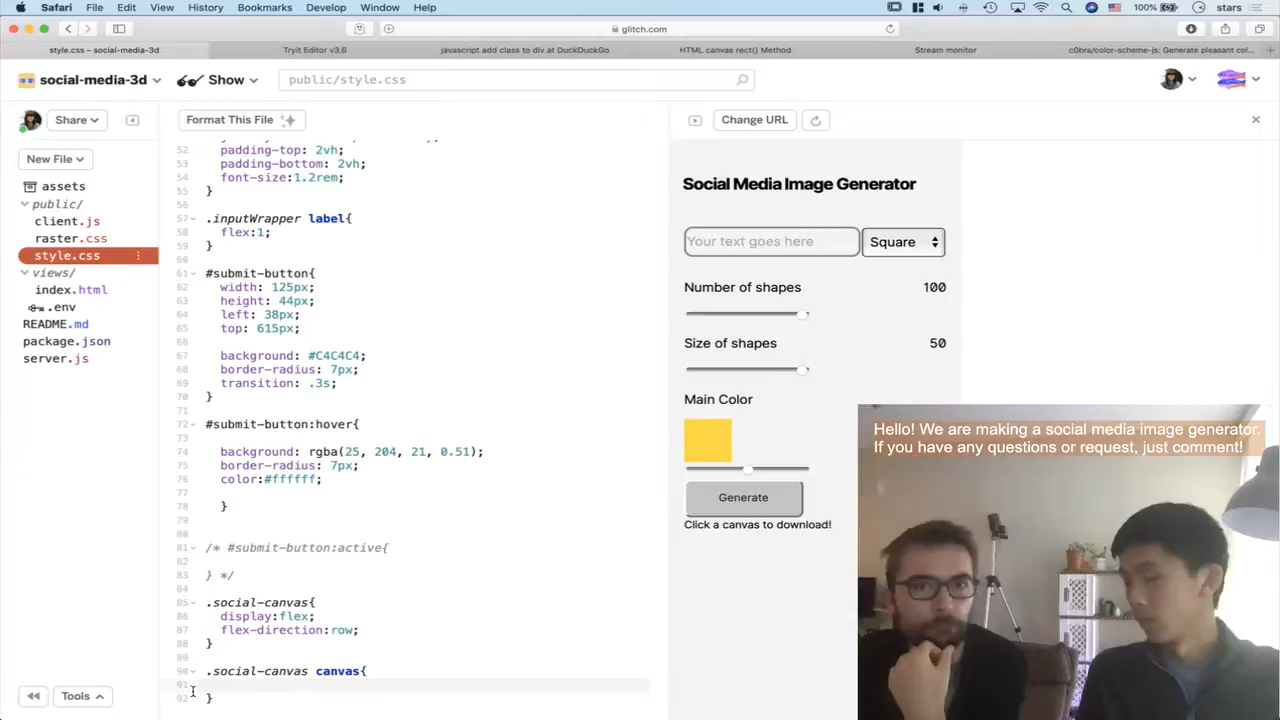 Safari File Edit View History Bookmarks Develop Window Help 100% stars
glitch.com
style.css – social-media-3d Tryit Editor v3.6 javascript add class to div at DuckDuckGo HTML canvas rect() Method Stream monitor c0bra/color-scheme-js: Generate pleasant col...
social-media-3d Show public/style.css
Share Format This File Change URL
New File
assets
public/
client.js
raster.css
style.css
views/
index.html
.env
README.md
package.json
server.js
Tools
52 padding-top: 2vh;
53 padding-bottom: 2vh;
54 font-size:1.2rem;
55 }
56
57 .inputWrapper label{
58 flex:1;
59 }
60
61 #submit-button{
62 width: 125px;
63 height: 44px;
64 left: 38px;
65 top: 615px;
66
67 background: #C4C4C4;
68 border-radius: 7px;
69 transition: .3s;
70 }
71
72 #submit-button:hover{
73
74 background: rgba(25, 204, 21, 0.51);
75 border-radius: 7px;
76 color:#ffffff;
77
78 }
79
80
81 /* #submit-button:active{
82
83 } */
84
85 .social-canvas{
86 display:flex;
87 flex-direction:row;
88 }
89
90 .social-canvas canvas{
91
92 }
Social Media Image Generator
Your text goes here Square
Number of shapes 100
Size of shapes 50
Main Color
Generate
Click a canvas to download!
Hello! We are making a social media image generator.
If you have any questions or request, just comment!